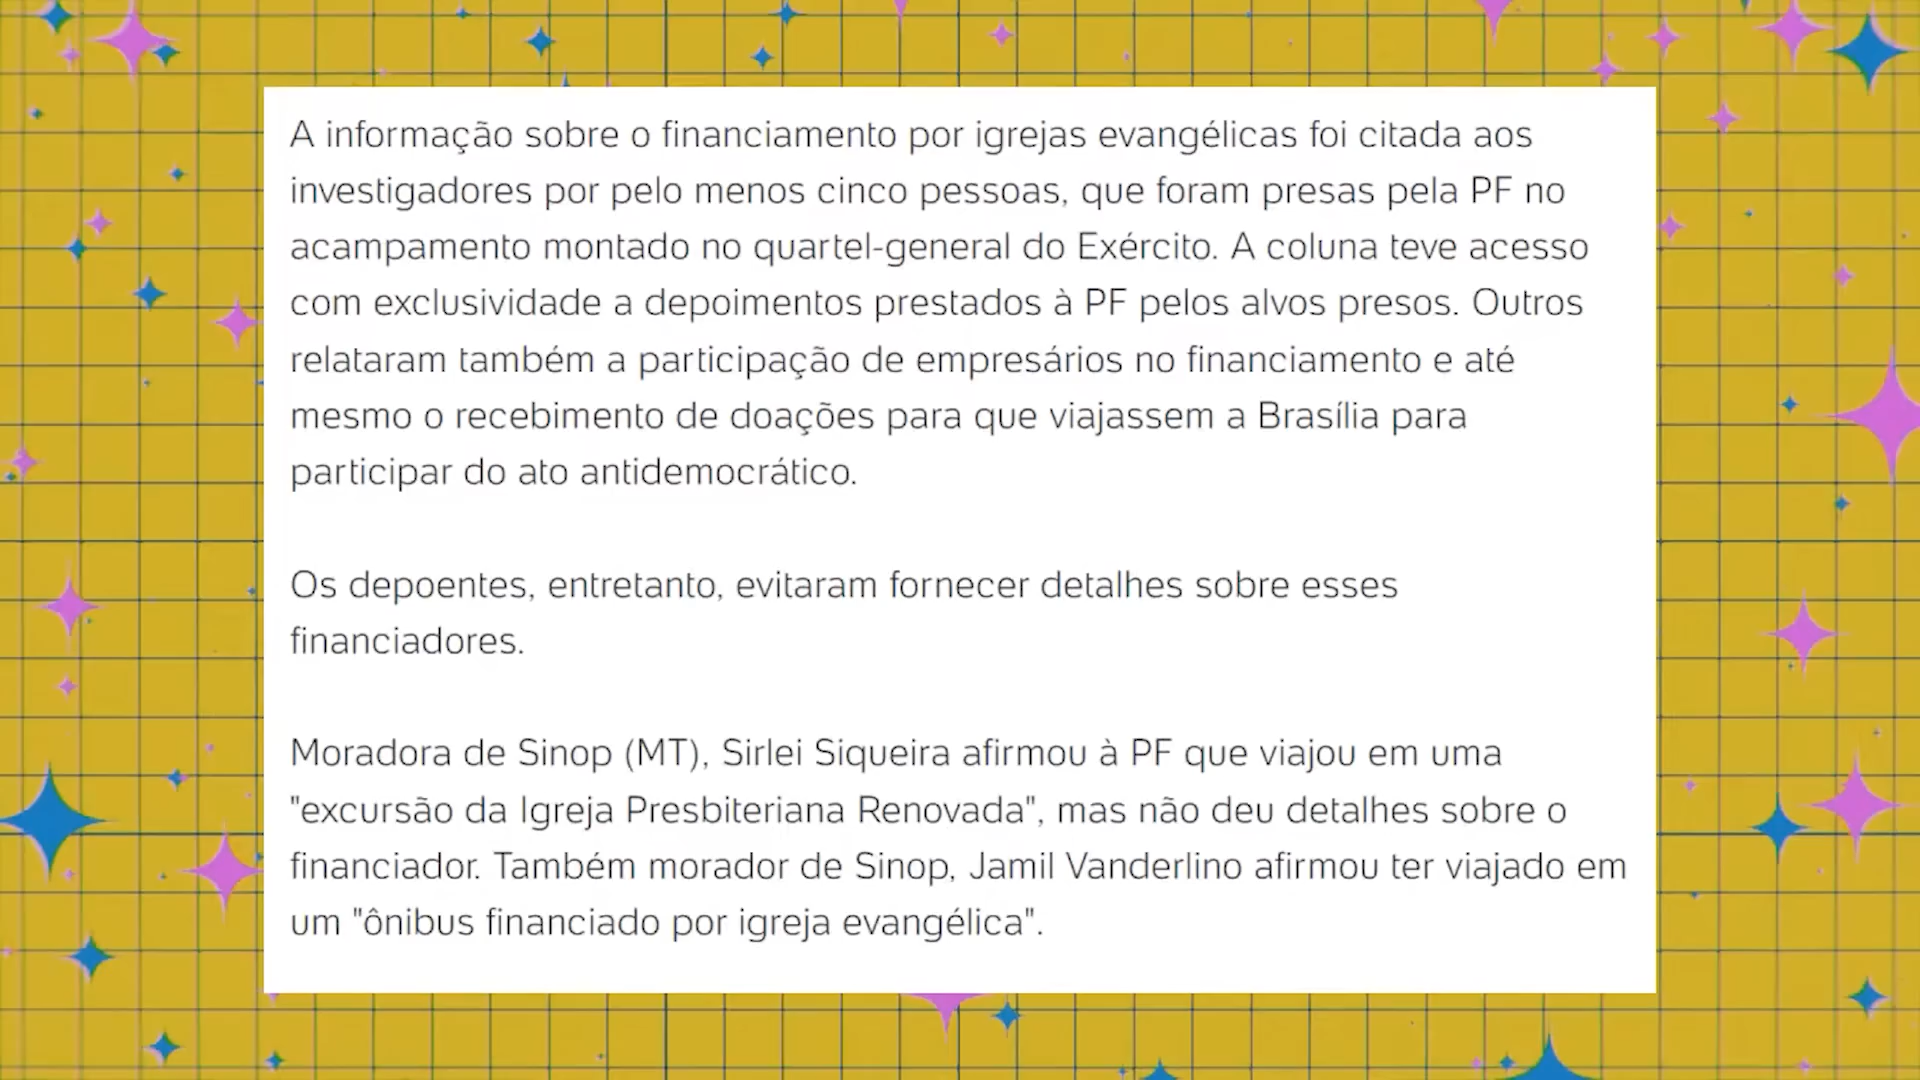 A informação sobre o financiamento por igrejas evangélicas foi citada aos
investigadores por pelo menos cinco pessoas, que foram presas pela PF no
acampamento montado no quartel-general do Exército. A coluna teve acesso
com exclusividade a depoimentos prestados à PF pelos alvos presos. Outros
relataram também a participação de empresários no financiamento e até
mesmo o recebimento de doações para que viajassem a Brasília para
participar do ato antidemocrático.
Os depoentes, entretanto, evitaram fornecer detalhes sobre esses
financiadores.
Moradora de Sinop (MT), Sirlei Siqueira afirmou à PF que viajou em uma
"excursão da Igreja Presbiteriana Renovada", mas não deu detalhes sobre o
financiador. Também morador de Sinop, Jamil Vanderlino afirmou ter viajado em
um "ônibus financiado por igreja evangélica".